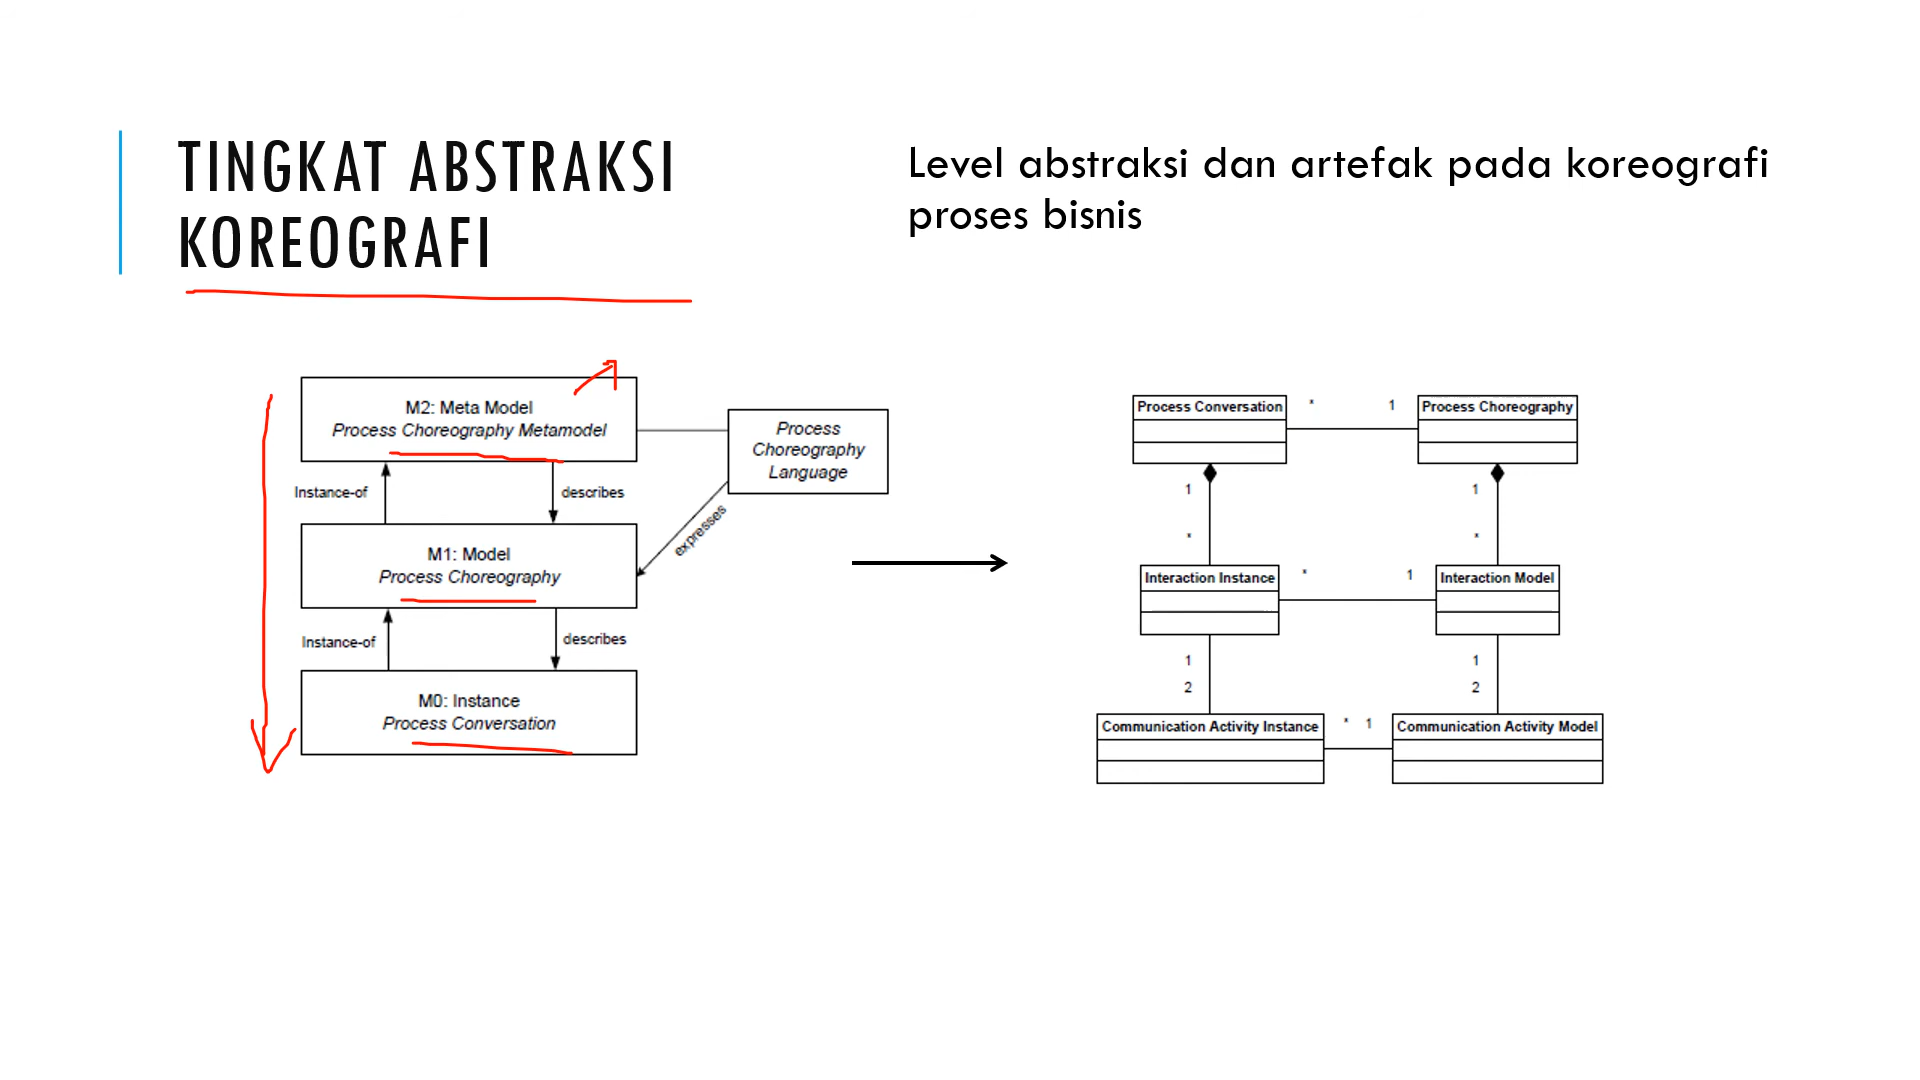 TINGKAT ABSTRAKSI
KOREOGRAFI
Level abstraksi dan artefak pada koreografi
proses bisnis
M2: Meta Model
Process Choreography Metamodel
Process
Choreography
Language
Instance-of
describes
expresses
M1: Model
Process Choreography
Instance-of
describes
M0: Instance
Process Conversation
Process Conversation
* 1
Process Choreography
1
*
1
*
Interaction Instance
* 1
Interaction Model
1
2
1
2
Communication Activity Instance
* 1
Communication Activity Model